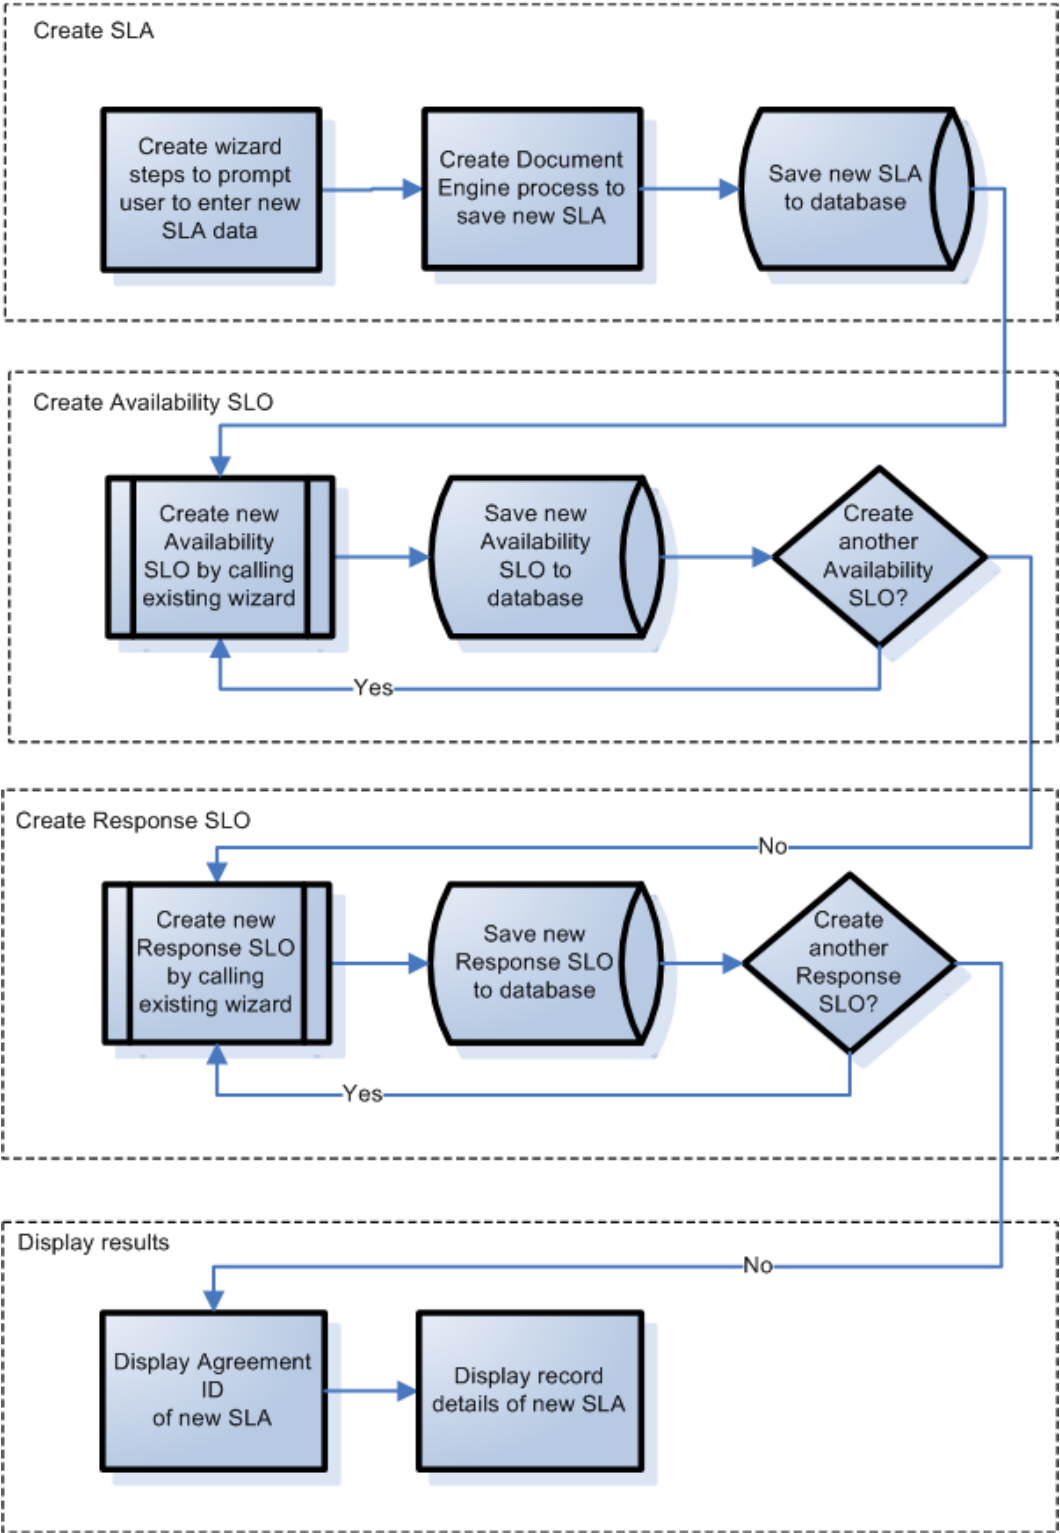 Create SLA
Create wizard
steps to prompt
user to enter new
SLA data
Create Document
Engine process to
save new SLA
Save new SLA
to database
Create Availability SLO
Create new
Availability
SLO by calling
existing wizard
Save new
Availability
SLO to
database
Create
another
Availability
SLO?
Yes
Create Response SLO
No
Create new
Response SLO
by calling
existing wizard
Save new
Response SLO
to database
Create
another
Response
SLO?
Yes
Display results
No
Display Agreement
ID
of new SLA
Display record
details of new SLA